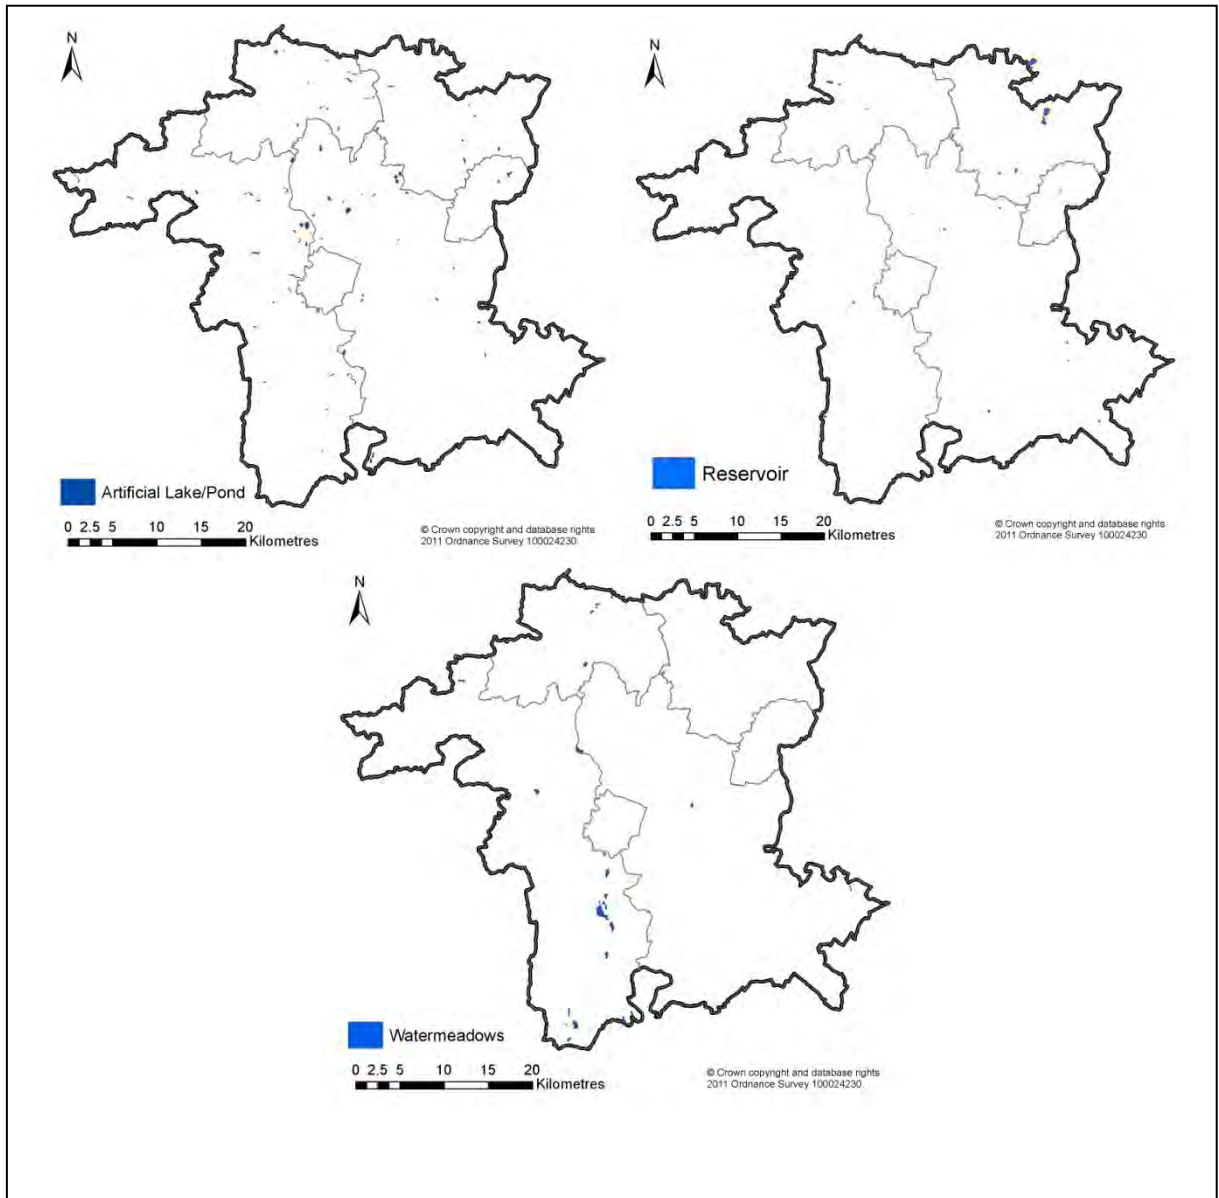 N
Artificial Lake/Pond
0 2.5 5 10 15 20
Kilometres
© Crown copyright and database rights
2011 Ordnance Survey 100024230
N
Reservoir
0 2.5 5 10 15 20
Kilometres
© Crown copyright and database rights
2011 Ordnance Survey 100024230
N
Watermeadows
0 2.5 5 10 15 20
Kilometres
© Crown copyright and database rights
2011 Ordnance Survey 100024230